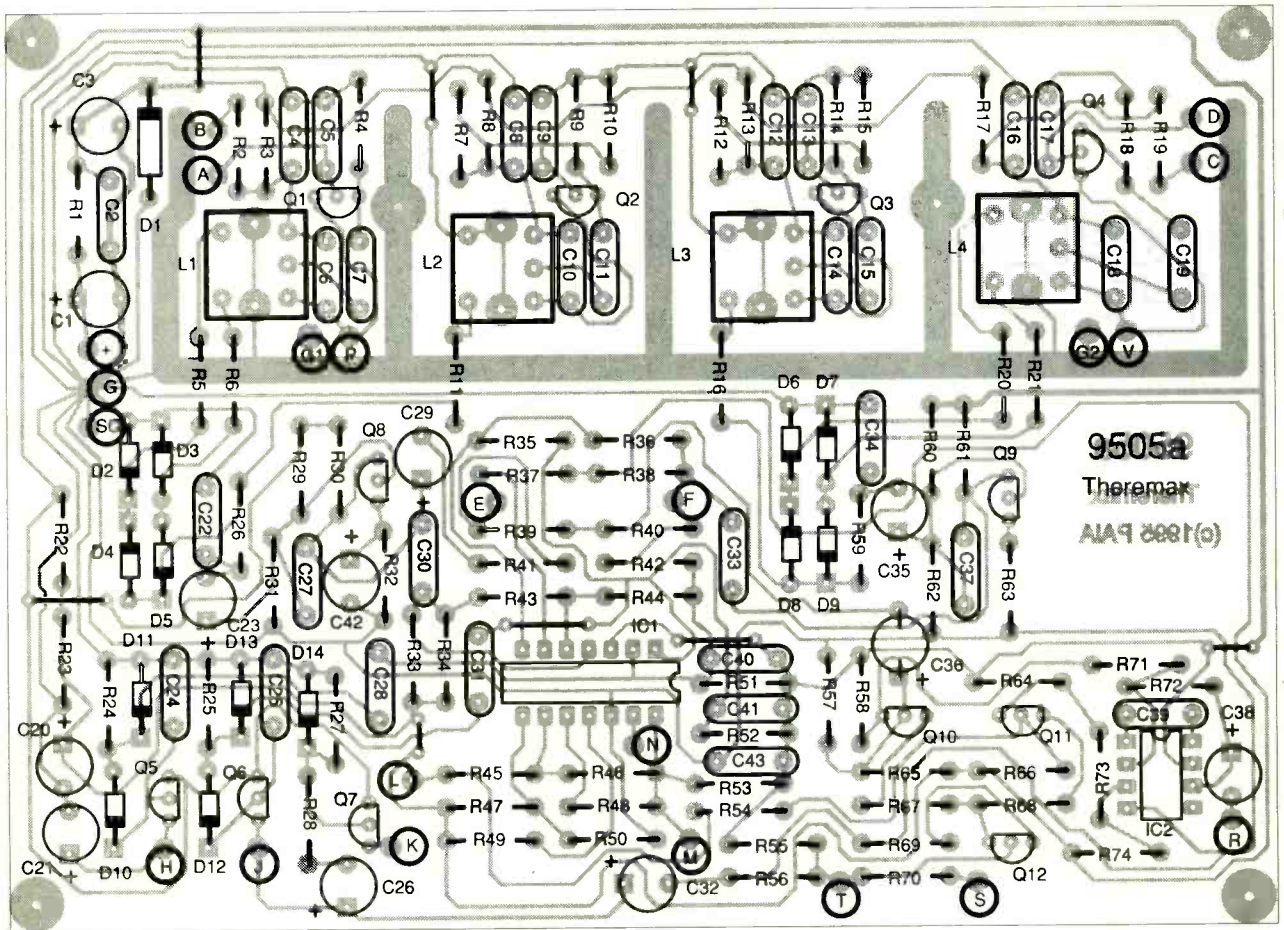 C3
+
B
A
R2
R3
C4
C5
R4
R7
R8
C8
C9
R9
R10
R12
R13
C12
C13
R14
R15
R17
C16
C17
Q4
R18
R19
D
C
R1
C2
D1
Q1
Q2
Q3
L1
C6
C7
L2
C10
C11
L3
C14
C15
L4
C18
C19
+
C1
+
G
S
R5
R6
G1
P
R11
R16
R20
R21
G2
V
D2
D3
R29
R30
Q8
C29
+
R35
R36
R37
R38
E
F
D6
D7
C34
R60
R61
Q9
9505a
Theremax
(c)1995 PAIA
R22
D4
D5
C22
R26
R31
C23
+
C27
+
C42
R32
C30
R39
R40
R41
R42
R43
R44
C33
D8
D9
R59
+
C35
R62
C37
R63
R23
+
D11
D13
D14
R24
C24
R25
C25
R27
C28
R33
R34
C31
IC1
C40
R51
C41
R52
C43
R57
R58
C36
+
R64
R71
R72
C39
C38
+
C20
Q5
Q6
Q7
R28
L
N
R45
R46
R47
R48
R49
R50
R53
R54
Q10
Q11
R65
R66
R67
R68
R73
IC2
C21
+
D10
H
D12
J
K
C26
+
+
M
C32
R55
R56
R69
R70
Q12
R74
R
T
S